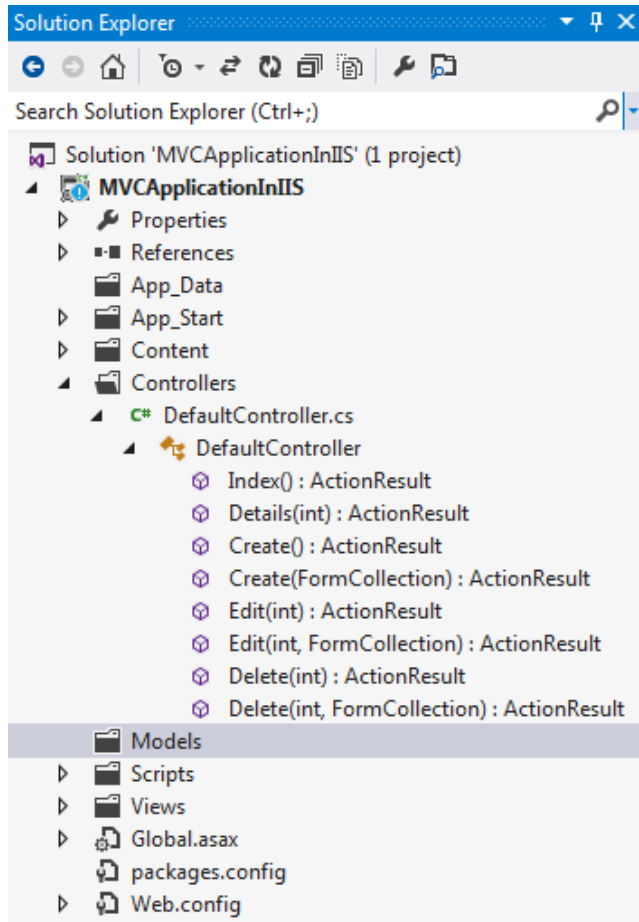 Solution Explorer
Search Solution Explorer (Ctrl+;)
Solution 'MVCApplicationInIIS' (1 project)
MVCApplicationInIIS
Properties
References
App_Data
App_Start
Content
Controllers
C# DefaultController.cs
DefaultController
Index() : ActionResult
Details(int) : ActionResult
Create() : ActionResult
Create(FormCollection) : ActionResult
Edit(int) : ActionResult
Edit(int, FormCollection) : ActionResult
Delete(int) : ActionResult
Delete(int, FormCollection) : ActionResult
Models
Scripts
Views
Global.asax
packages.config
Web.config